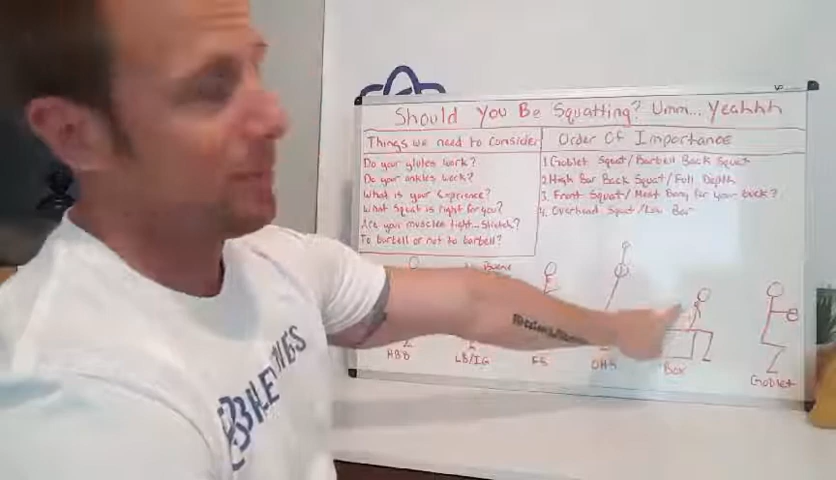 Should You Be Squatting? Umm... Yeahhh
Things we need to Consider
Do your glutes work?
Do your ankles work?
What is your Experience?
What Squat is right for you?
Are your muscles tight...stretch?
To barbell or not to barbell?
Order Of Importance
1. Goblet Squat/Barbell Back Squat
2. High Bar Back Squat/Full Depth
3. Front Squat/Most Bang for your buck?
4. Overhead Squat/Low Bar
HBB
LB/IG
FS
OHS
Box
Goblet